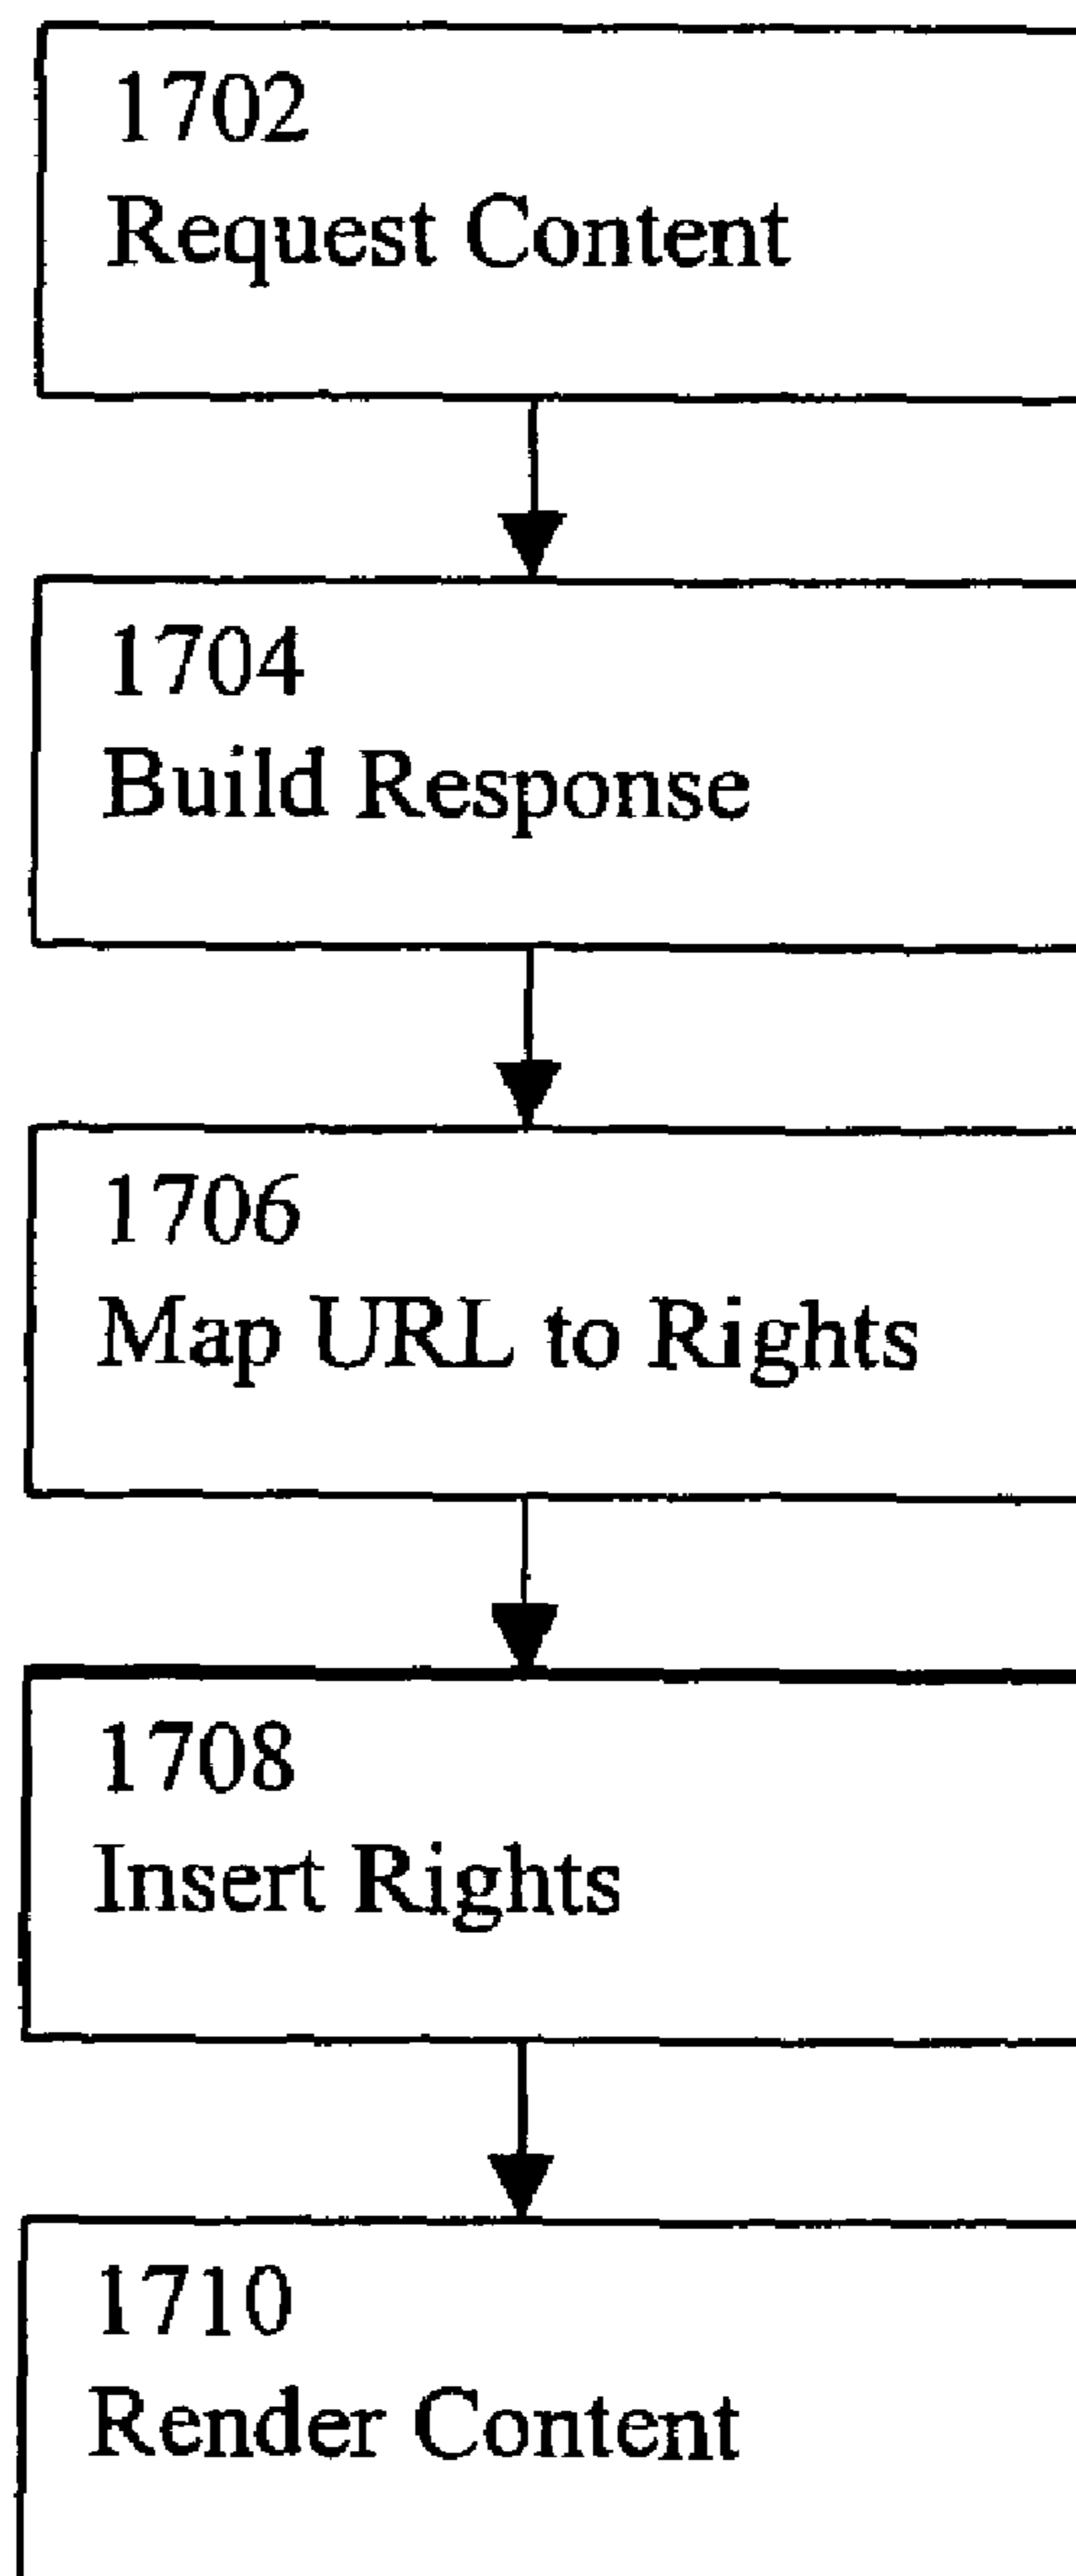 1702
Request Content
1704
Build Response
1706
Map URL to Rights
1708
Insert Rights
1710
Render Content